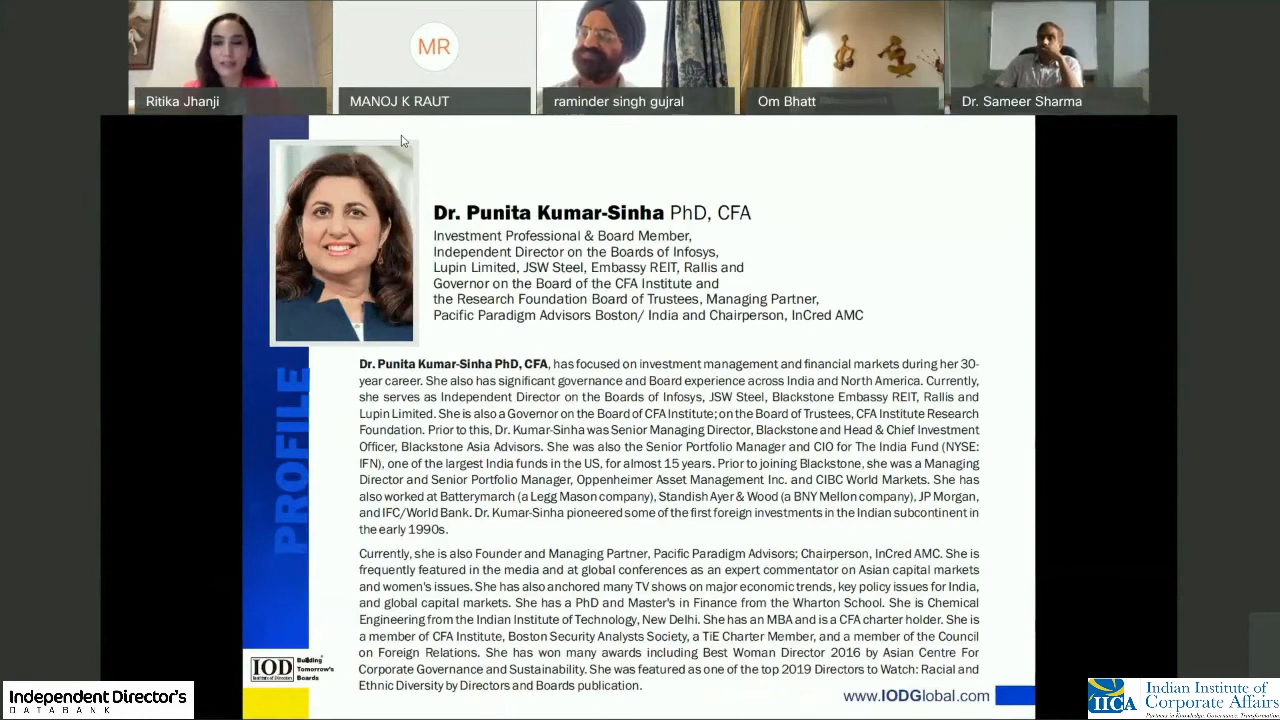 MR
Ritika Jhanji
MANOJ K RAUT
raminder singh gujral
Om Bhatt
Dr. Sameer Sharma
Dr. Punita Kumar-Sinha PhD, CFA
Investment Professional & Board Member,
Independent Director on the Boards of Infosys,
Lupin Limited, JSW Steel, Embassy REIT, Rallis and
Governor on the Board of the CFA Institute and
the Research Foundation Board of Trustees, Managing Partner,
Pacific Paradigm Advisors Boston/ India and Chairperson, InCred AMC
PROFILE
Dr. Punita Kumar-Sinha PhD, CFA, has focused on investment management and financial markets during her 30-
year career. She also has significant governance and Board experience across India and North America. Currently,
she serves as Independent Director on the Boards of Infosys, JSW Steel, Blackstone Embassy REIT, Rallis and
Lupin Limited. She is also a Governor on the Board of CFA Institute; on the Board of Trustees, CFA Institute Research
Foundation. Prior to this, Dr. Kumar-Sinha was Senior Managing Director, Blackstone and Head & Chief Investment
Officer, Blackstone Asia Advisors. She was also the Senior Portfolio Manager and CIO for The India Fund (NYSE:
IFN), one of the largest India funds in the US, for almost 15 years. Prior to joining Blackstone, she was a Managing
Director and Senior Portfolio Manager, Oppenheimer Asset Management Inc. and CIBC World Markets. She has
also worked at Batterymarch (a Legg Mason company), Standish Ayer & Wood (a BNY Mellon company), JP Morgan,
and IFC/World Bank. Dr. Kumar-Sinha pioneered some of the first foreign investments in the Indian subcontinent in
the early 1990s.
Currently, she is also Founder and Managing Partner, Pacific Paradigm Advisors; Chairperson, InCred AMC. She is
frequently featured in the media and at global conferences as an expert commentator on Asian capital markets
and women's issues. She has also anchored many TV shows on major economic trends, key policy issues for India,
and global capital markets. She has a PhD and Master's in Finance from the Wharton School. She is Chemical
Engineering from the Indian Institute of Technology, New Delhi. She has an MBA and is a CFA charter holder. She is
a member of CFA Institute, Boston Security Analysts Society, a TiE Charter Member, and a member of the Council
on Foreign Relations. She has won many awards including Best Woman Director 2016 by Asian Centre For
Corporate Governance and Sustainability. She was featured as one of the top 2019 Directors to Watch: Racial and
Ethnic Diversity by Directors and Boards publication.
IOD
Institute of Directors
Building
Tomorrow's
Boards
www.IODGlobal.com
Independent Director's
DATABANK
IICA
Indian Institute of
Corporate Affairs
Partners in Knowledge. Governance. Transformation